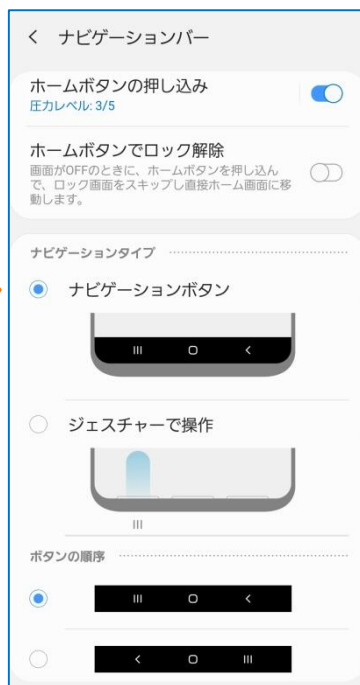 ナビゲーションバー
ホームボタンの押し込み
圧力レベル: 3/5
ホームボタンでロック解除
画面がOFFのときに、ホームボタンを押し込ん
で、ロック画面をスキップし直接ホーム画面に移
動します。
ナビゲーションタイプ
ナビゲーションボタン
ジェスチャーで操作
ボタンの順序